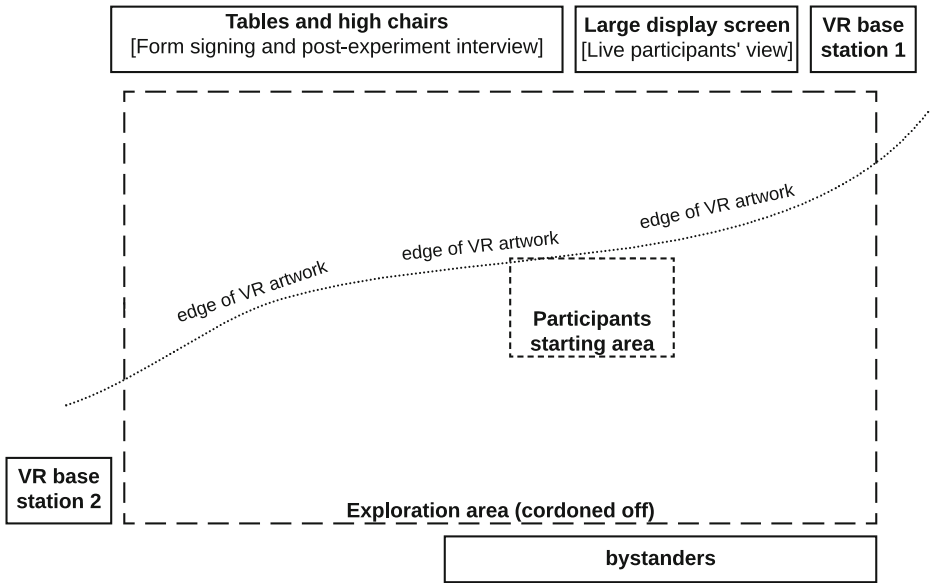 Tables and high chairs
[Form signing and post-experiment interview]
Large display screen
[Live participants' view]
VR base
station 1
edge of VR artwork
edge of VR artwork
edge of VR artwork
Participants
starting area
VR base
station 2
Exploration area (cordoned off)
bystanders